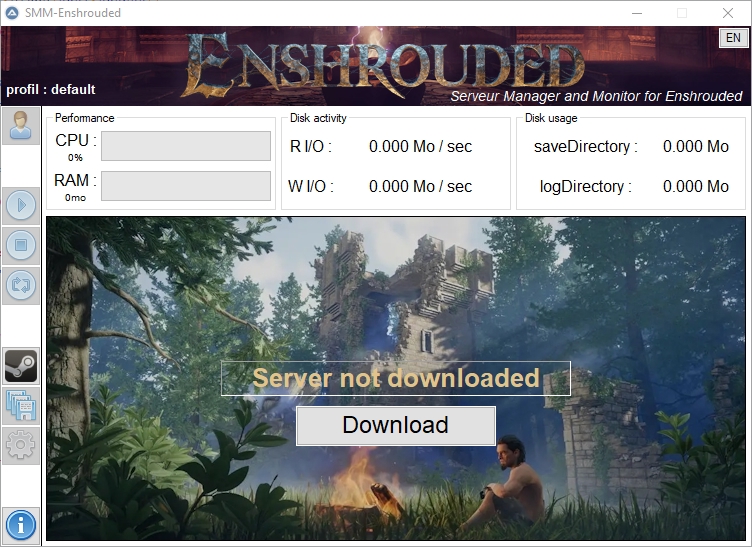 SMM-Enshrouded
EN
ENSHROUDED
profil : default
Serveur Manager and Monitor for Enshrouded
Performance
CPU :
0%
RAM :
0mo
Disk activity
R I/O : 0.000 Mo / sec
W I/O : 0.000 Mo / sec
Disk usage
saveDirectory : 0.000 Mo
logDirectory : 0.000 Mo
Server not downloaded
Download